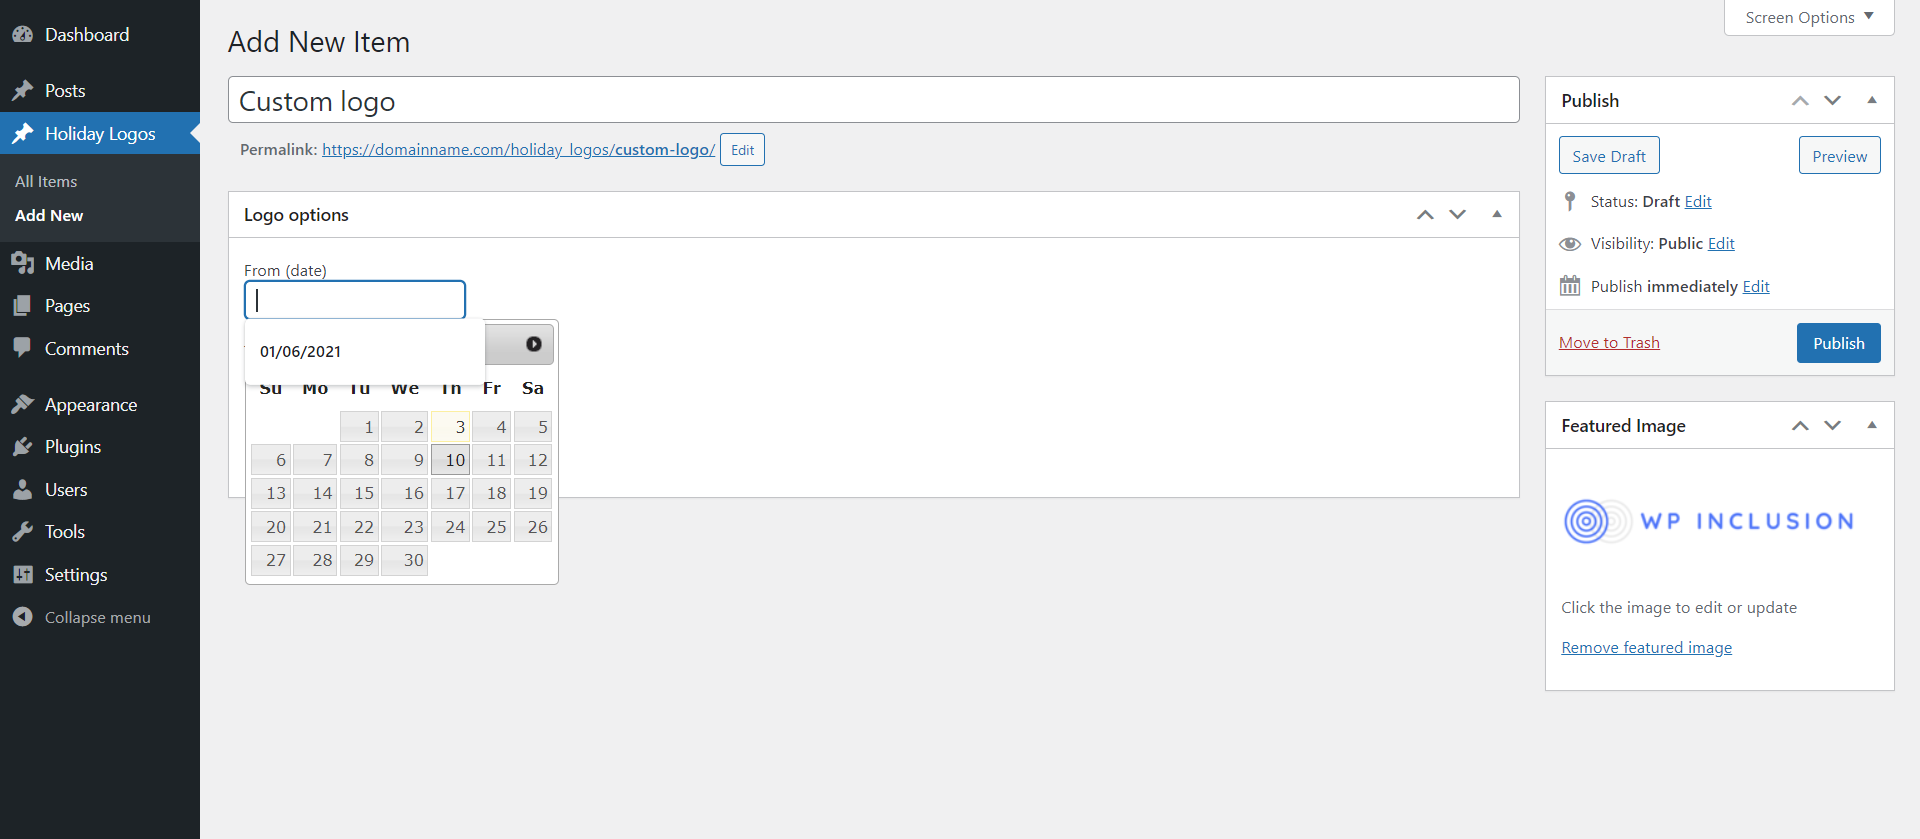 Dashboard
Posts
Holiday Logos
All Items
Add New
Media
Pages
Comments
Appearance
Plugins
Users
Tools
Settings
Collapse menu
Screen Options
Add New Item
Custom logo
Permalink: https://domainname.com/holiday_logos/custom-logo/ Edit
Logo options
From (date)
01/06/2021
Su Mo Tu We Th Fr Sa
1 2 3 4 5
6 7 8 9 10 11 12
13 14 15 16 17 18 19
20 21 22 23 24 25 26
27 28 29 30
Publish
Save Draft Preview
Status: Draft Edit
Visibility: Public Edit
Publish immediately Edit
Move to Trash Publish
Featured Image
WP INCLUSION
Click the image to edit or update
Remove featured image